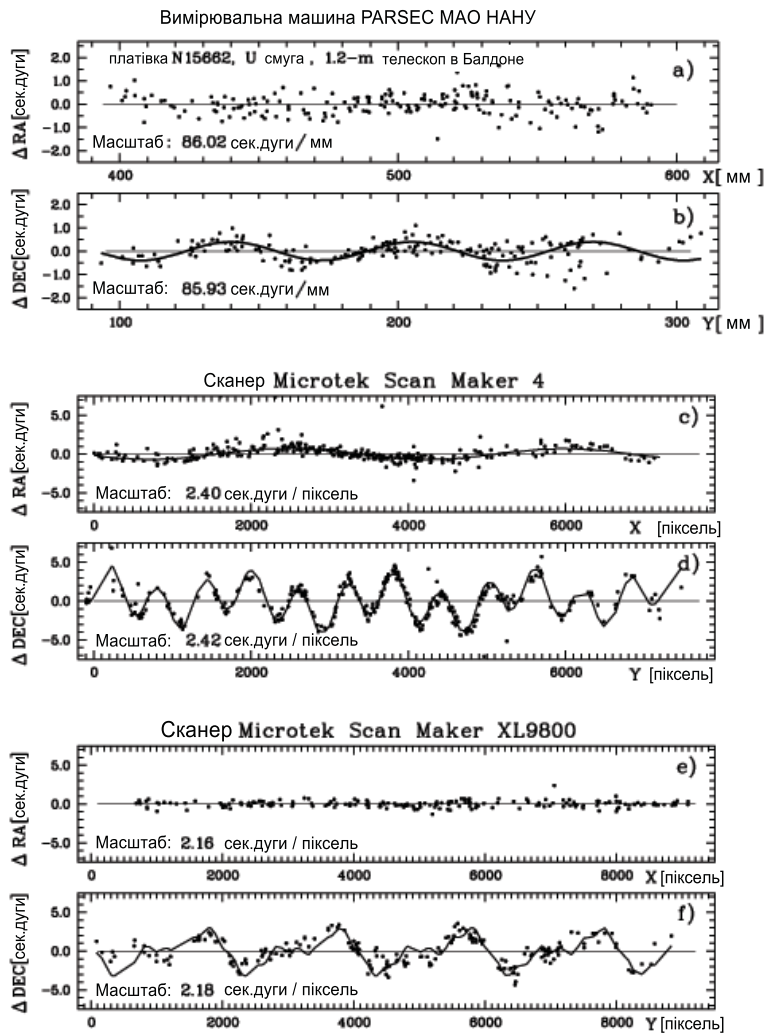 Вимірювальна машина PARSEC МАО НАНУ
платівка N15662, U смуга , 1.2-m телескоп в Балдоне
a)
Δ RA[сек.дуги]
2.0
1.0
0.0
-1.0
-2.0
Масштаб: 86.02 сек.дуги/мм
400 500 600
X[ мм ]
b)
Δ DEC[сек.дуги]
2.0
1.0
0.0
-1.0
-2.0
Масштаб: 85.93 сек.дуги/мм
100 200 300
Y[ мм ]
Сканер Microtek Scan Maker 4
c)
Δ RA[сек.дуги]
5.0
0.0
-5.0
Масштаб: 2.40 сек.дуги / піксель
0 2000 4000 6000
X [піксель]
d)
Δ DEC[сек.дуги]
5.0
0.0
-5.0
Масштаб: 2.42 сек.дуги / піксель
0 2000 4000 6000
Y [піксель]
Сканер Microtek Scan Maker XL9800
e)
Δ RA[сек.дуги]
5.0
0.0
-5.0
Масштаб: 2.16 сек.дуги / піксель
0 2000 4000 6000 8000
X [піксель]
f)
Δ DEC[сек.дуги]
5.0
0.0
-5.0
Масштаб: 2.18 сек.дуги / піксель
0 2000 4000 6000 8000
Y [піксель]